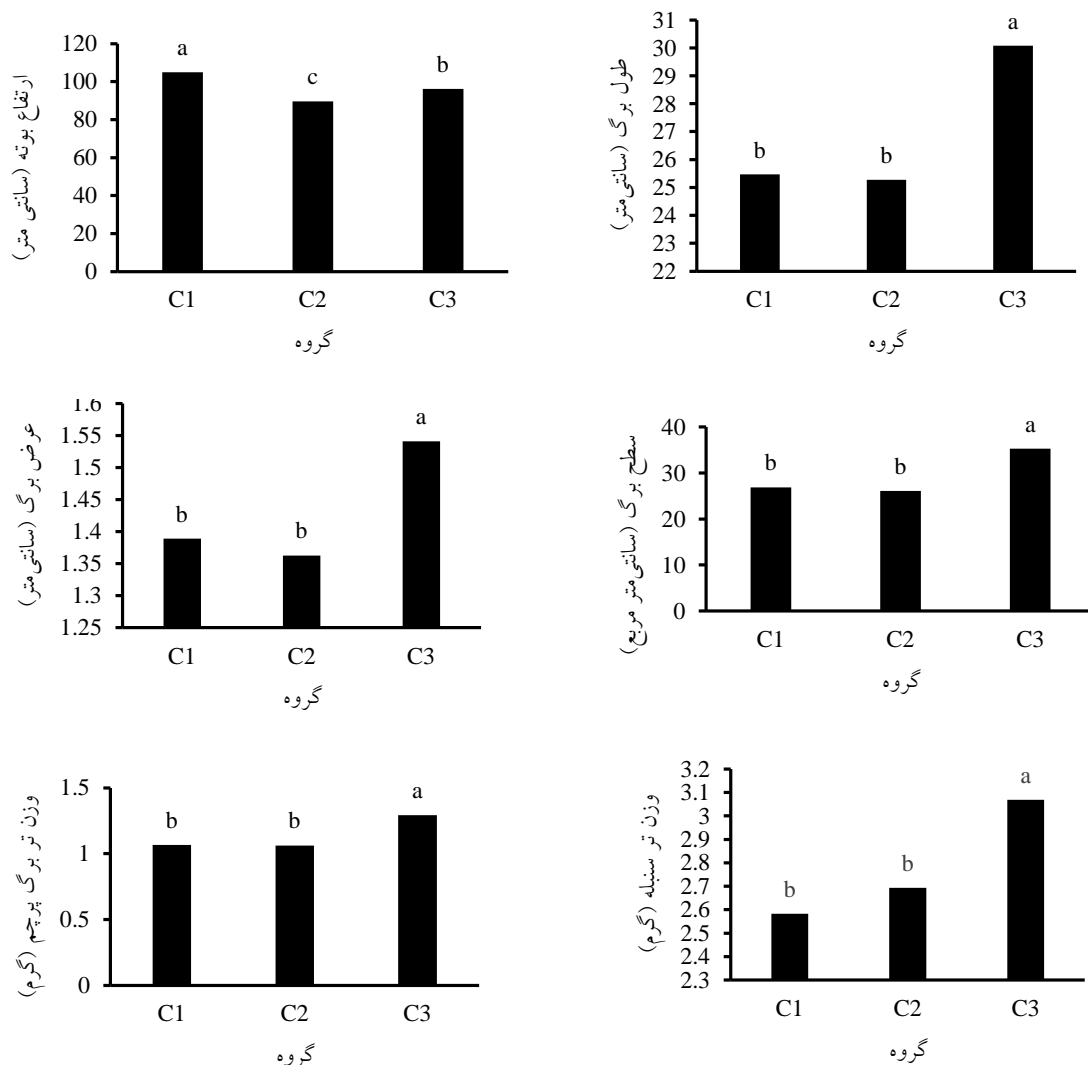 ارتفاع بوته (سانتی متر)
120
100
80
60
40
20
0
a
c
b
C1
C2
C3
گروه
طول برگ (سانتی‌متر)
31
30
29
28
27
26
25
24
23
22
b
b
a
C1
C2
C3
گروه
عرض برگ (سانتی‌متر)
1.6
1.55
1.5
1.45
1.4
1.35
1.3
1.25
b
b
a
C1
C2
C3
گروه
سطح برگ (سانتی‌متر مربع)
40
30
20
10
0
b
b
a
C1
C2
C3
گروه
وزن تر برگ پرچم (گرم)
1.5
1
0.5
0
b
b
a
C1
C2
C3
گروه
وزن تر سنبله (گرم)
3.2
3.1
3
2.9
2.8
2.7
2.6
2.5
2.4
2.3
b
b
a
C1
C2
C3
گروه